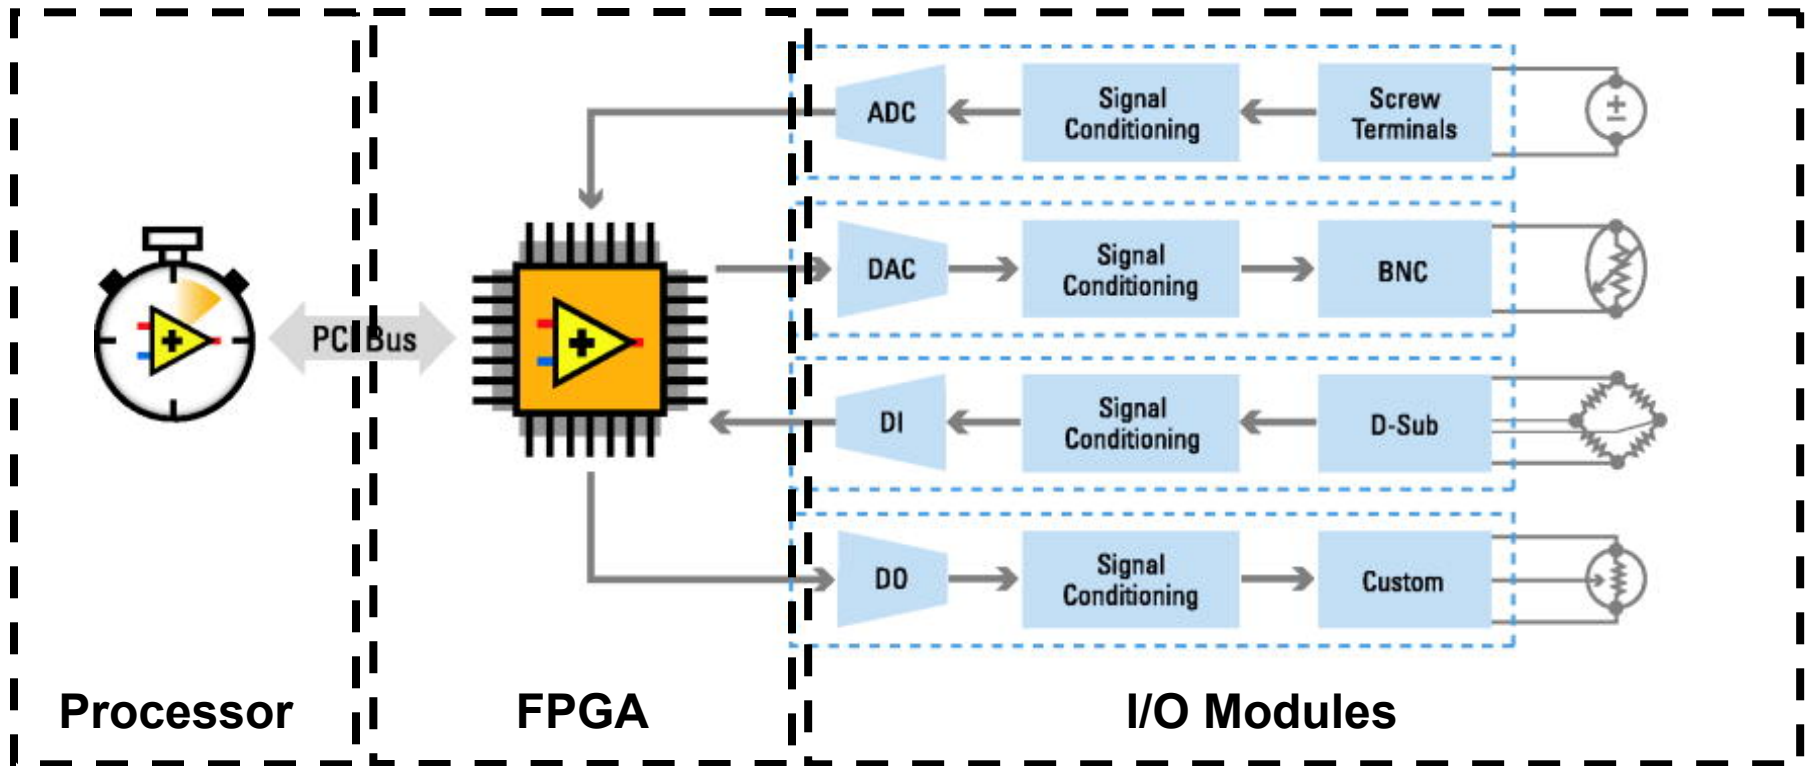 ADC
Signal
Conditioning
Screw
Terminals
DAC
Signal
Conditioning
BNC
PCI Bus
DI
Signal
Conditioning
D-Sub
DO
Signal
Conditioning
Custom
Processor
FPGA
I/O Modules